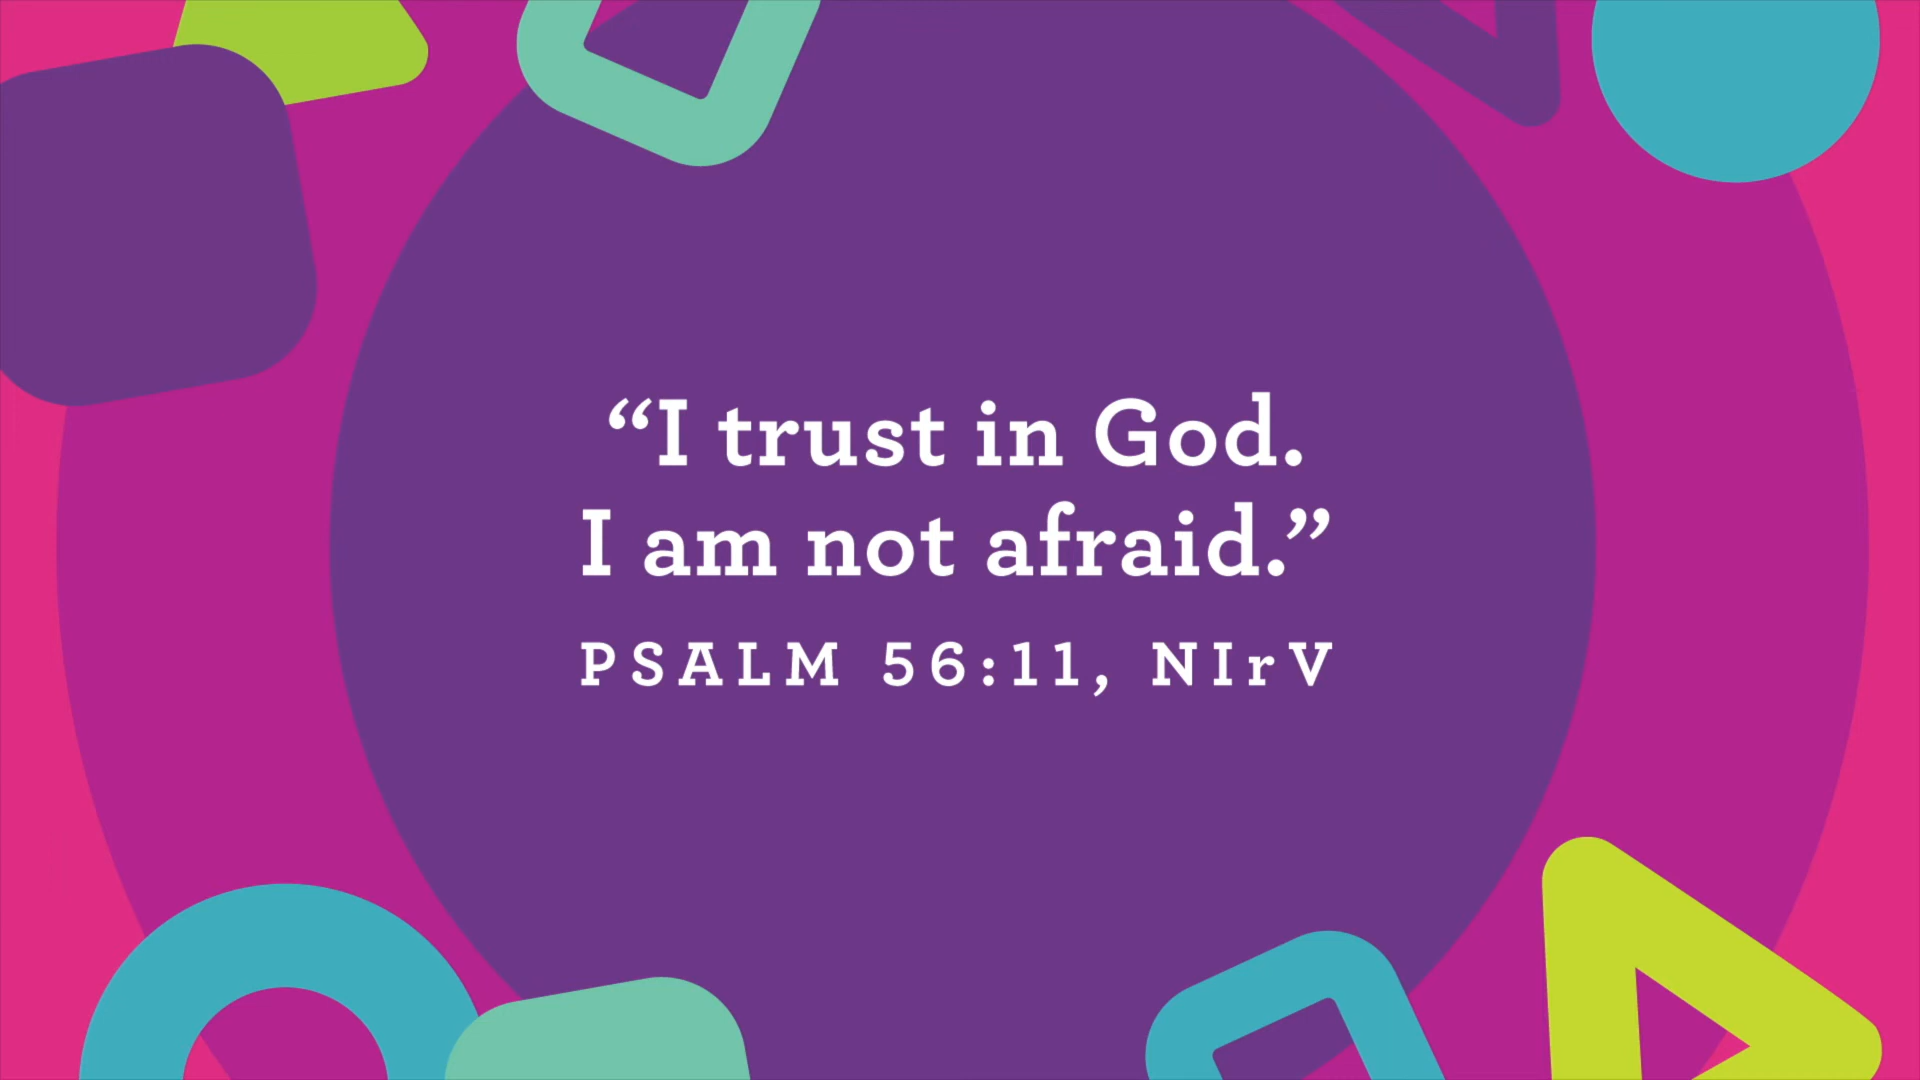 “I trust in God.
I am not afraid.”
PSALM 56:11, NIrV